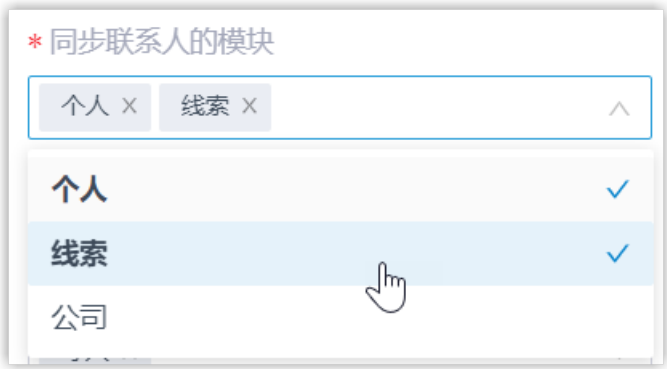 * 同步联系人的模块
个人 × 线索 ×
个人
线索
公司